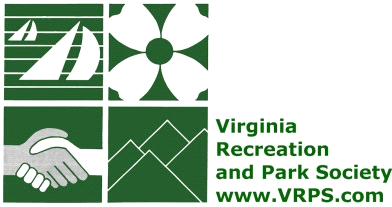 Virginia
Recreation
and Park Society
www.VRPS.com